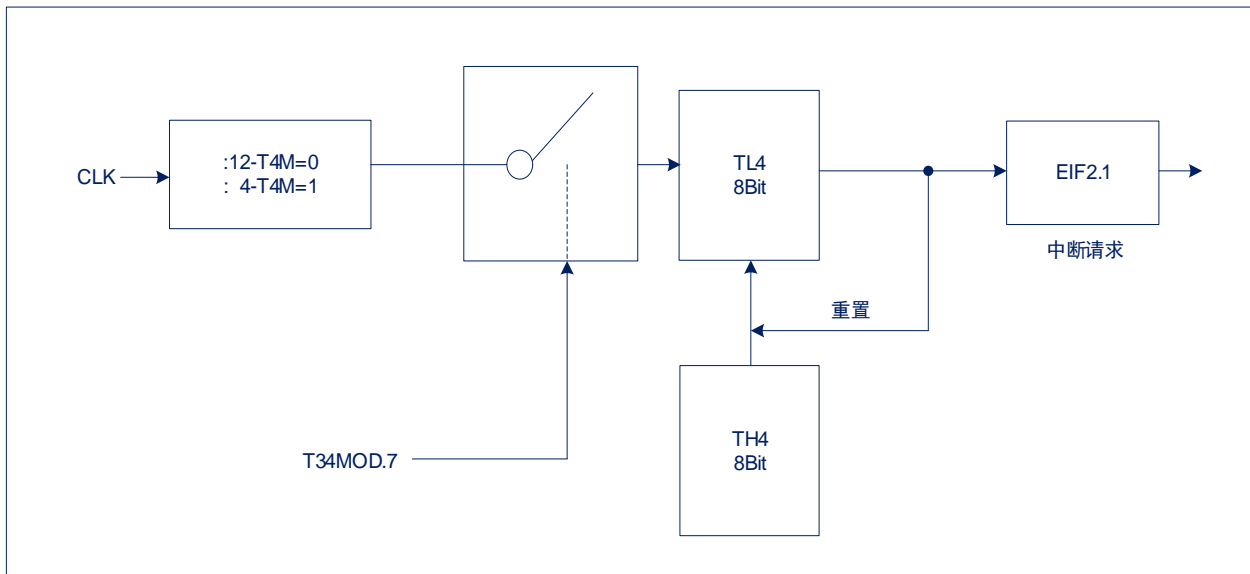 CLK
:12-T4M=0
: 4-T4M=1
TL4
8Bit
EIF2.1
中断请求
重置
T34MOD.7
TH4
8Bit